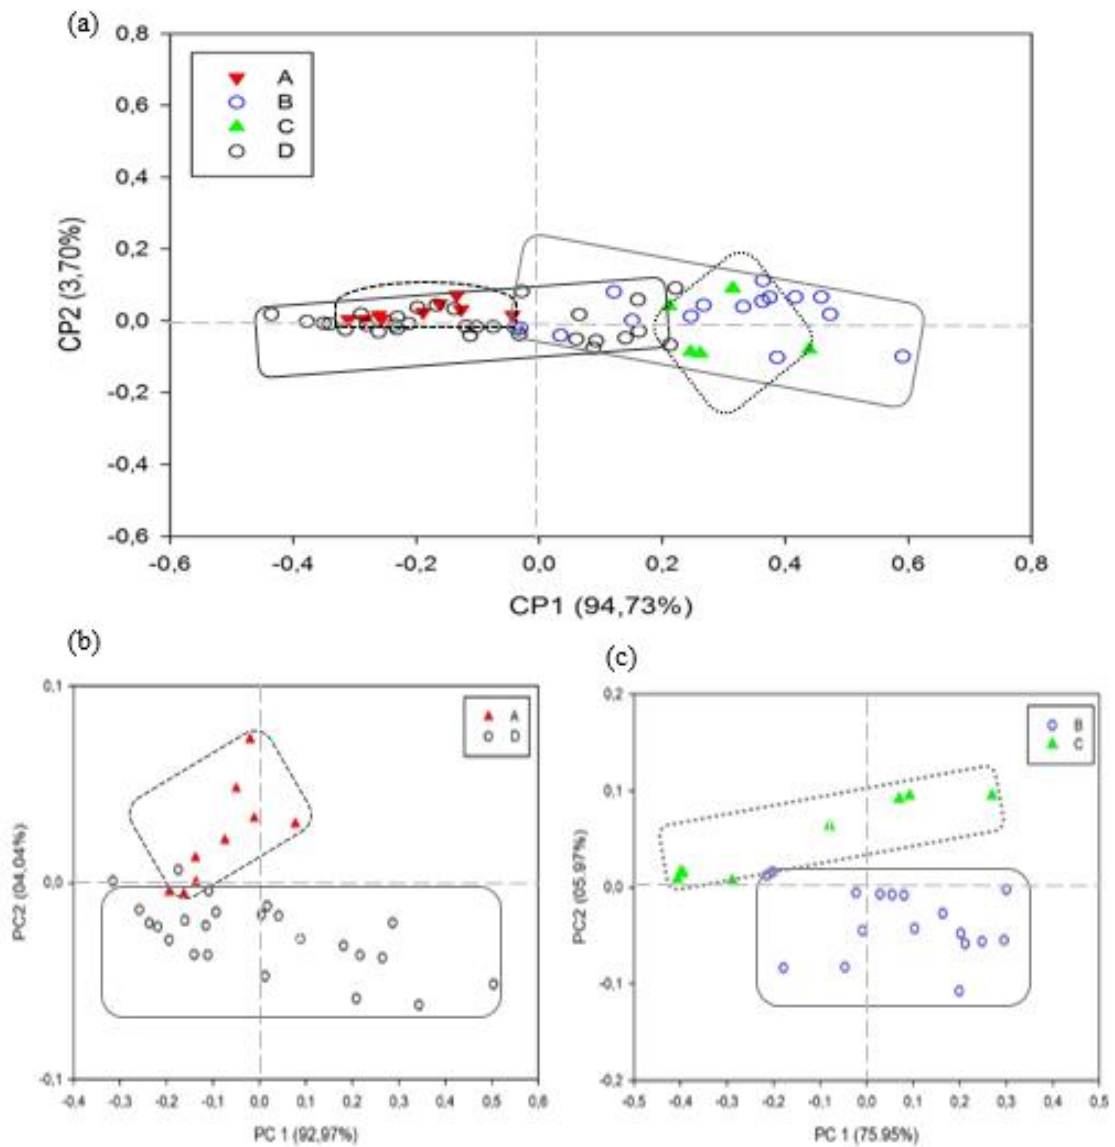 (a)
0,8
0,6
0,4
0,2
0,0
-0,2
-0,4
-0,6
CP2 (3,70%)
A
B
C
D
-0,6 -0,4 -0,2 0,0 0,2 0,4 0,6 0,8
CP1 (94,73%)
(b)
0,1
0,0
-0,1
PC2 (04,04%)
A
D
-0,4 -0,3 -0,2 -0,1 0,0 0,1 0,2 0,3 0,4 0,5 0,6
PC 1 (92,97%)
(c)
0,2
0,1
0,0
-0,1
-0,2
PC2 (05.97%)
B
C
-0,5 -0,4 -0,3 -0,2 -0,1 0,0 0,1 0,2 0,3 0,4 0,5
PC 1 (75.95%)